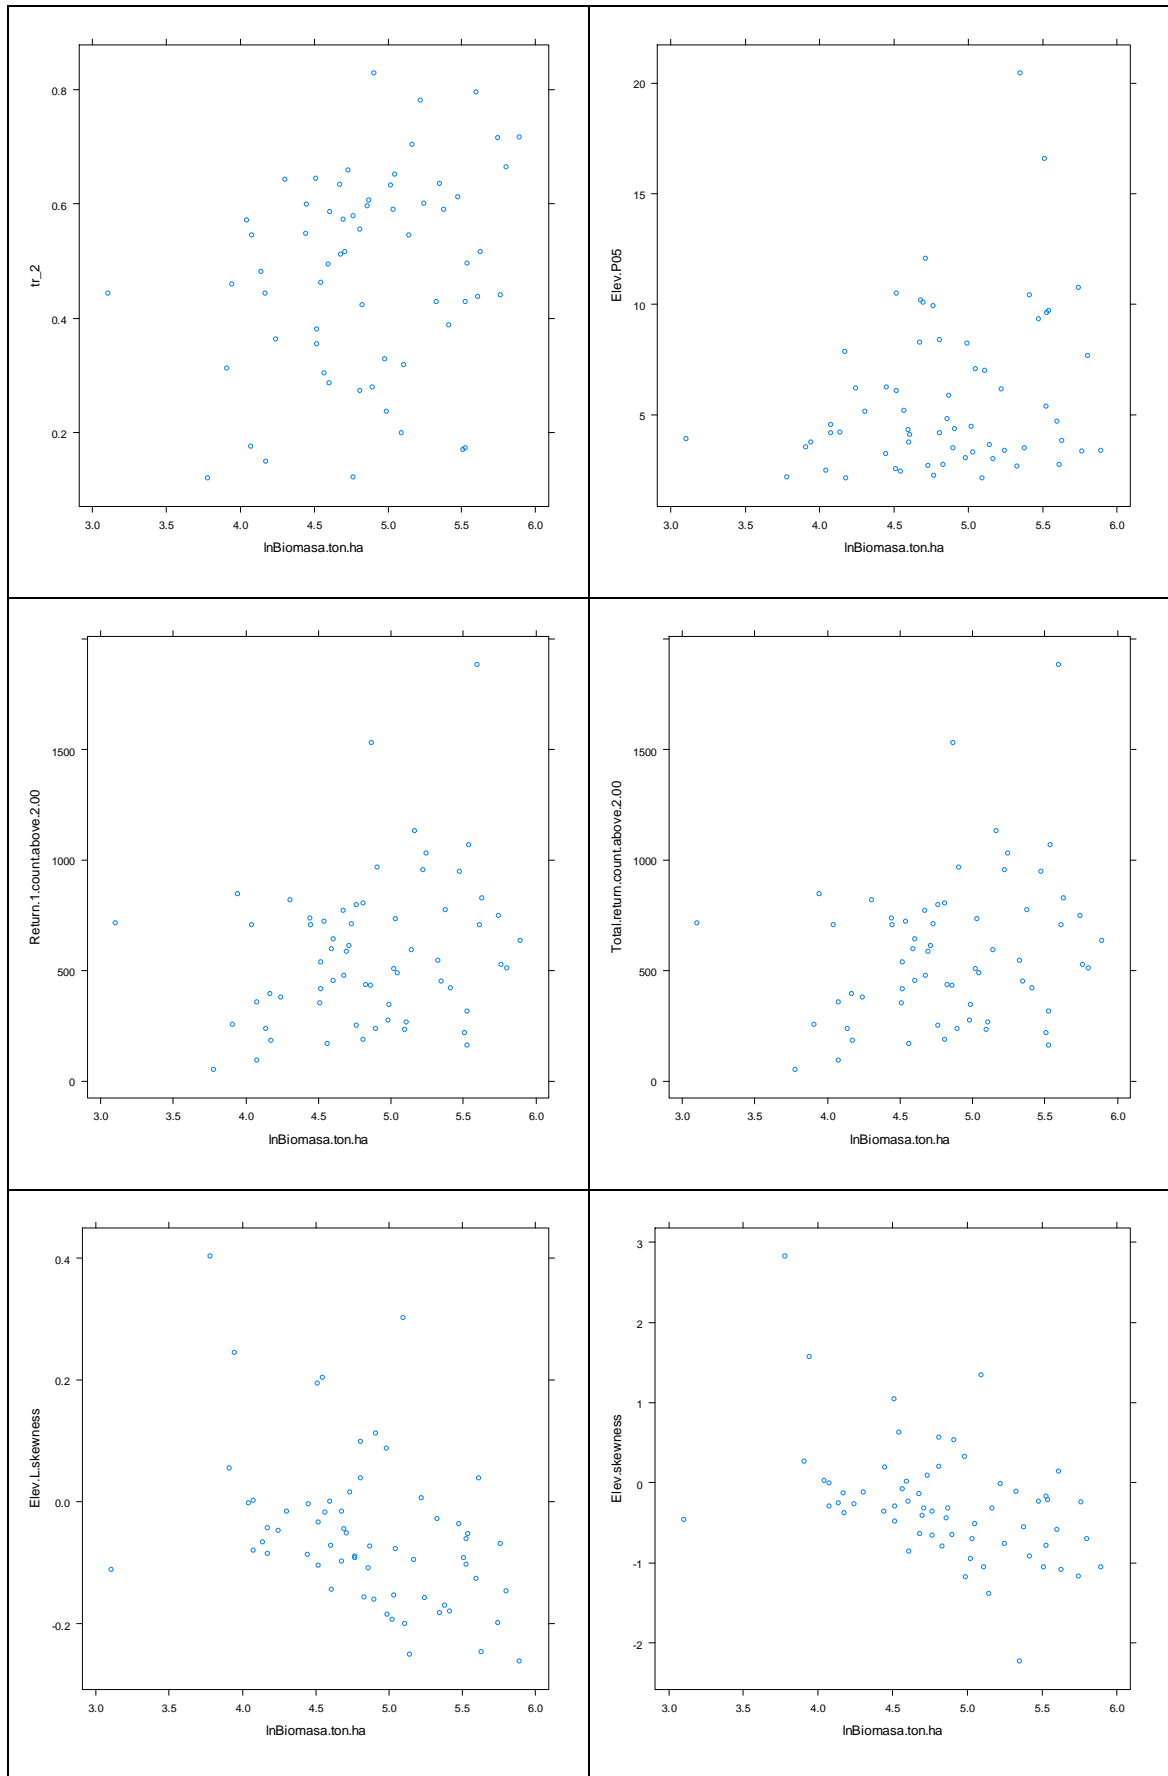 0.8
0.6
0.4
0.2
tr_2
3.0 3.5 4.0 4.5 5.0 5.5 6.0
lnBiomasa.ton.ha
20
15
10
5
Elev.P05
3.0 3.5 4.0 4.5 5.0 5.5 6.0
lnBiomasa.ton.ha
1500
1000
500
0
Return.1.count.above.2.00
3.0 3.5 4.0 4.5 5.0 5.5 6.0
lnBiomasa.ton.ha
1500
1000
500
0
Total.return.count.above.2.00
3.0 3.5 4.0 4.5 5.0 5.5 6.0
lnBiomasa.ton.ha
0.4
0.2
0.0
-0.2
Elev.L.skewness
3.0 3.5 4.0 4.5 5.0 5.5 6.0
lnBiomasa.ton.ha
3
2
1
0
-1
-2
Elev.skewness
3.0 3.5 4.0 4.5 5.0 5.5 6.0
lnBiomasa.ton.ha